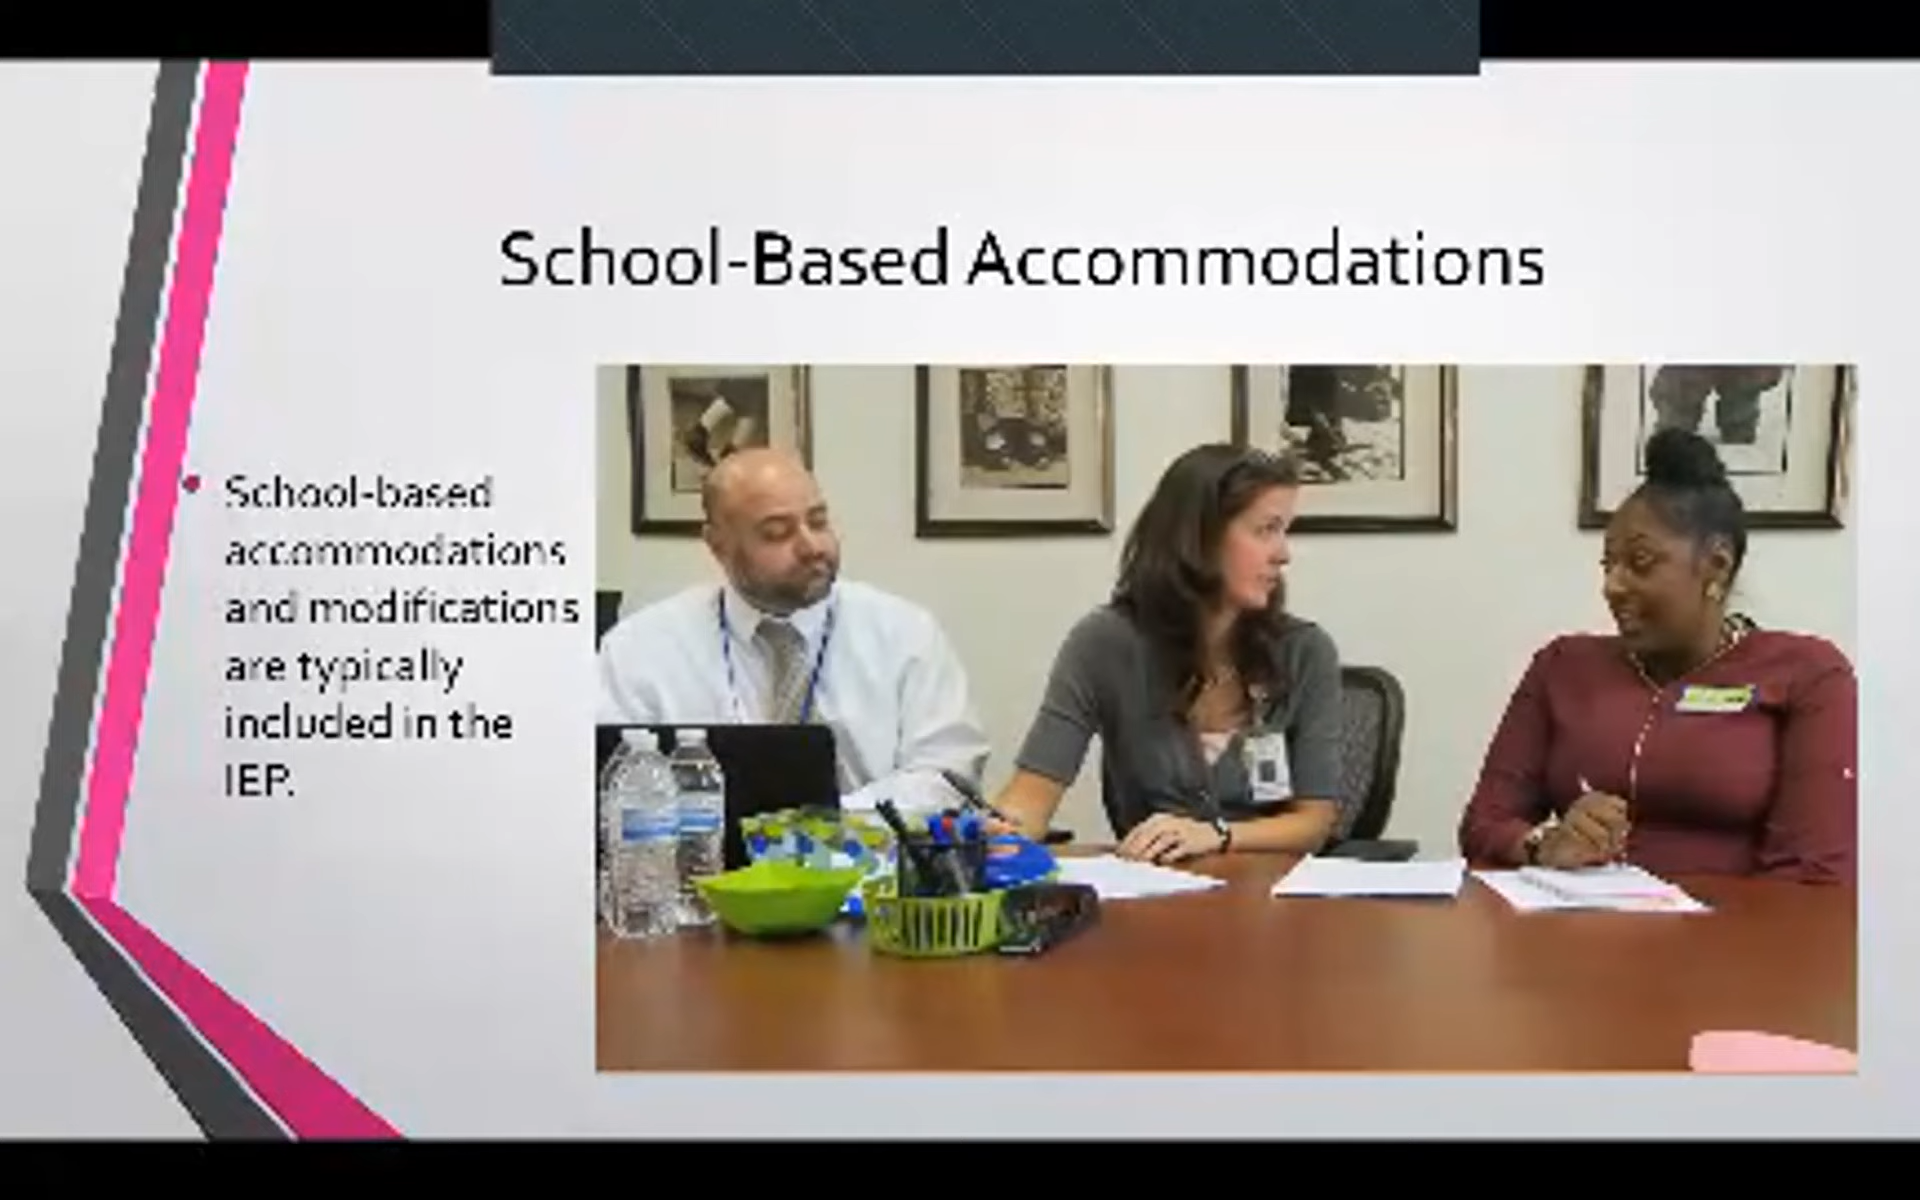 School-Based Accommodations
• School-based
accommodations
and modifications
are typically
included in the
IEP.